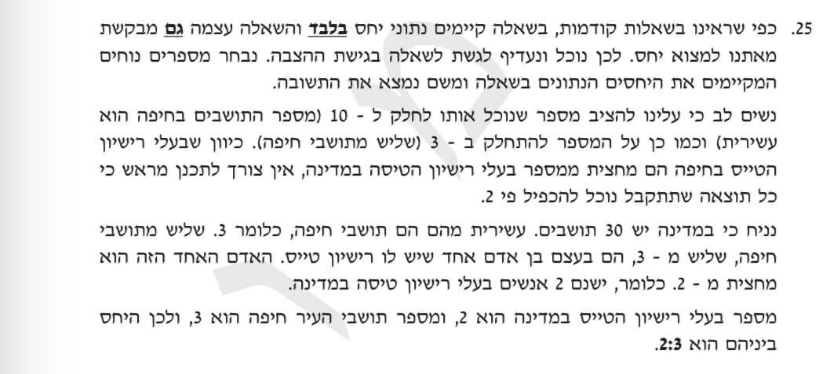 25. כפי שראינו בשאלות קודמות, בשאלה קיימים נתוני יחס בלבד והשאלה עצמה גם מבקשת
מאתנו למצוא יחס. לכן נוכל ונעדיף לגשת לשאלה בגישת ההצבה. נבחר מספרים נוחים
המקיימים את היחסים הנתונים בשאלה ומשם נמצא את התשובה.
נשים לב כי עלינו להציב מספר שנוכל אותו לחלק ל - 10 (מספר התושבים בחיפה הוא
עשירית) וכמו כן על המספר להתחלק ב - 3 (שליש מתושבי חיפה). כיוון שבעלי רישיון
הטייס בחיפה הם מחצית ממספר בעלי רישיון הטיסה במדינה, אין צורך לתכנן מראש כי
כל תוצאה שתתקבל נוכל להכפיל פי 2.
נניח כי במדינה יש 30 תושבים. עשירית מהם הם תושבי חיפה, כלומר 3. שליש מתושבי
חיפה, שליש מ - 3, הם בעצם בן אדם אחד שיש לו רישיון טייס. האדם האחד הזה הוא
מחצית מ - 2. כלומר, ישנם 2 אנשים בעלי רישיון טיסה במדינה.
מספר בעלי רישיון הטייס במדינה הוא 2, ומספר תושבי העיר חיפה הוא 3, ולכן היחס
ביניהם הוא 2:3.